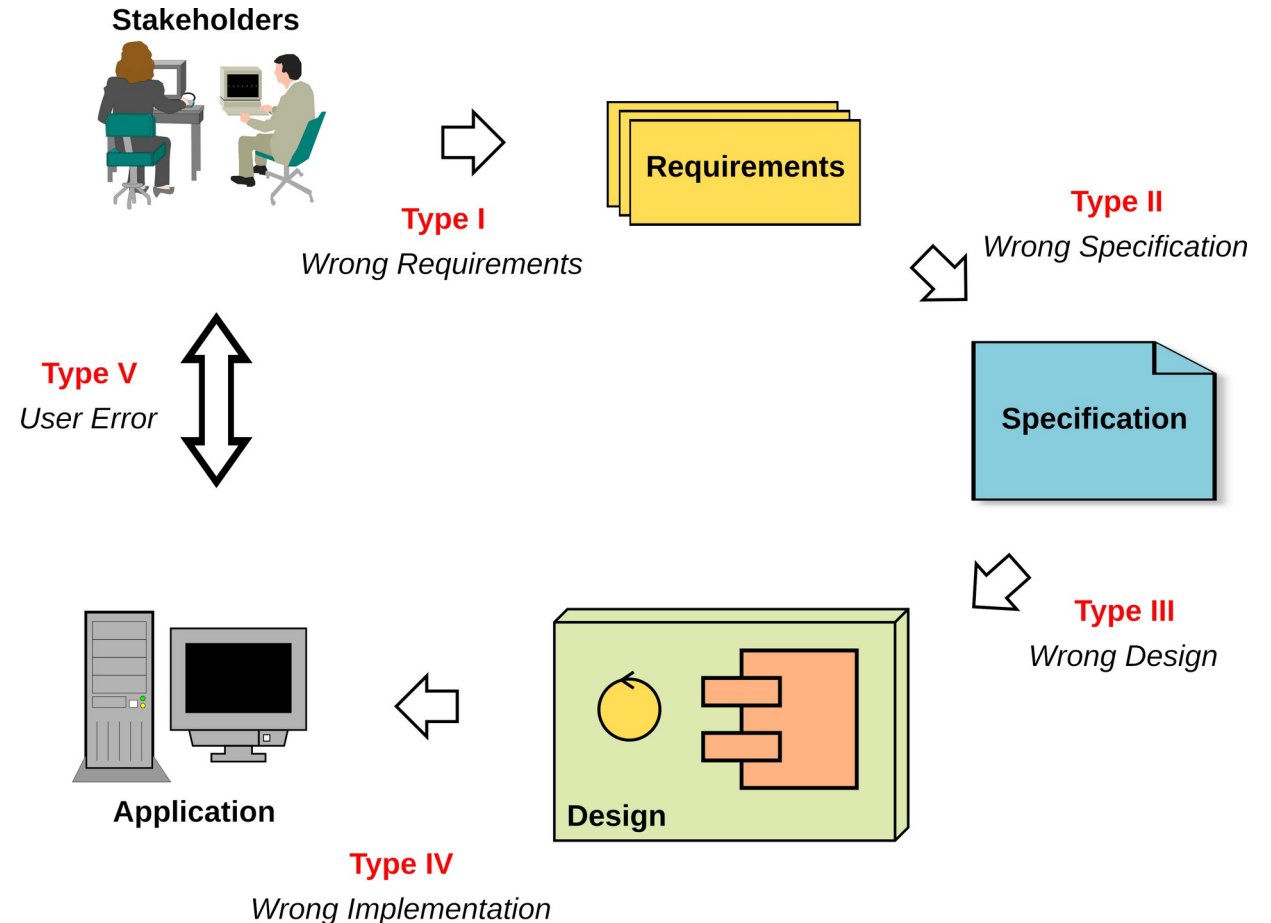 Stakeholders
Requirements
Type I
Wrong Requirements
Type II
Wrong Specification
Specification
Type III
Wrong Design
Design
Type IV
Wrong Implementation
Application
Type V
User Error